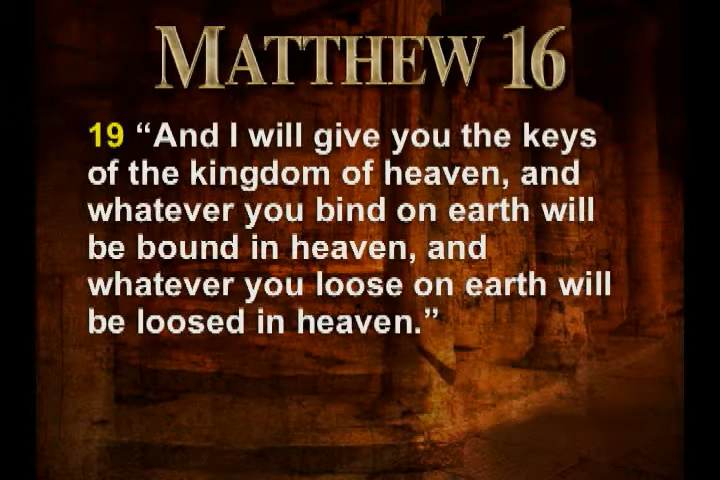 MATTHEW 16
19 “And I will give you the keys
of the kingdom of heaven, and
whatever you bind on earth will
be bound in heaven, and
whatever you loose on earth will
be loosed in heaven.”